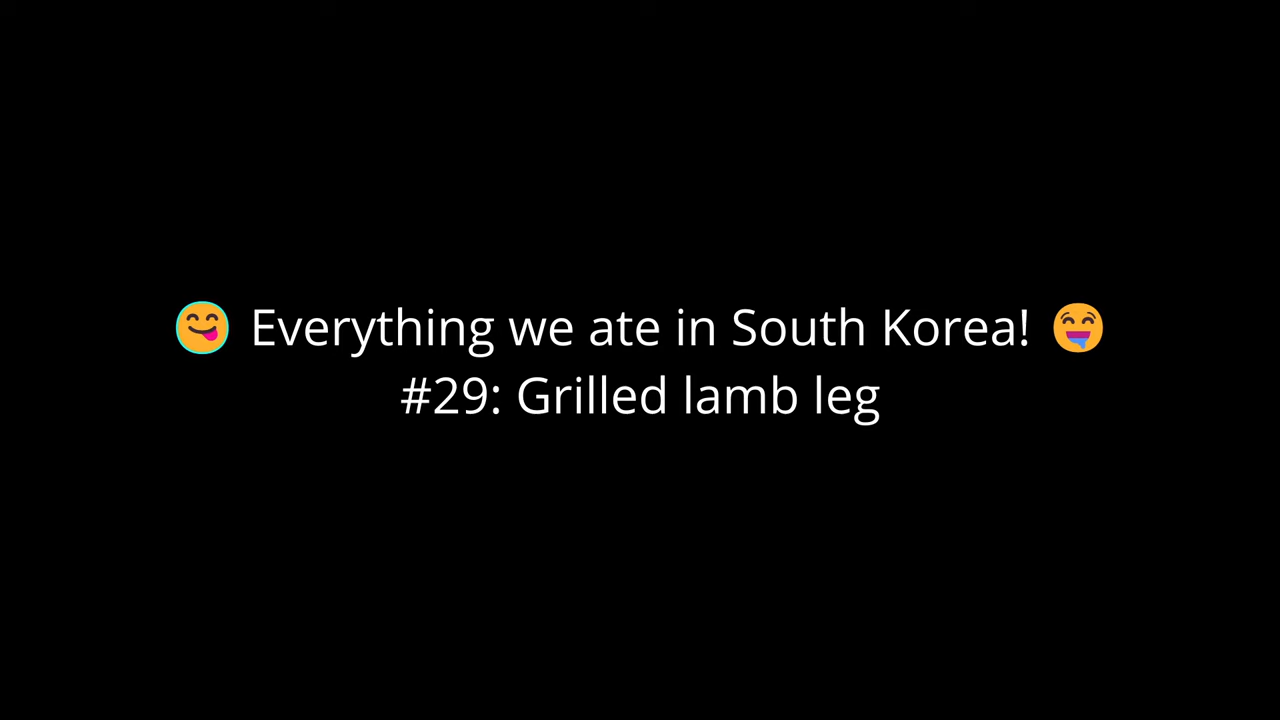 😋 Everything we ate in South Korea! 🤤
#29: Grilled lamb leg